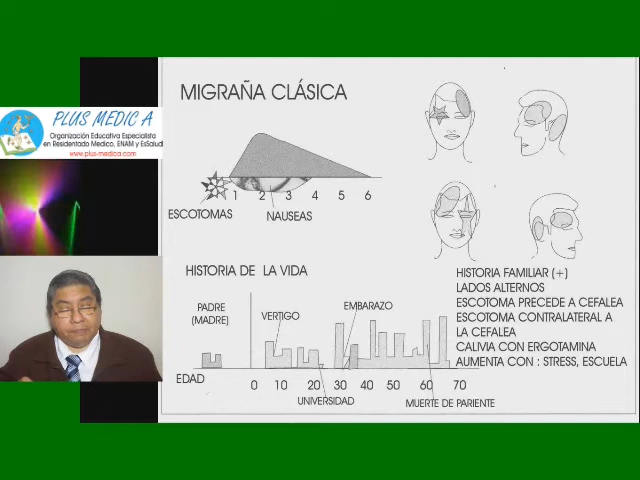 PLUS MEDIC A
Organización Educativa Especialista
en Residentado Medico, ENAM y EsSalud
www.plus-medica.com
MIGRAÑA CLÁSICA
1 2 3 4 5 6
ESCOTOMAS
NAUSEAS
HISTORIA DE LA VIDA
PADRE
(MADRE)
VERTIGO
EMBARAZO
EDAD
0 10 20 30 40 50 60 70
UNIVERSIDAD
MUERTE DE PARIENTE
HISTORIA FAMILIAR (+)
LADOS ALTERNOS
ESCOTOMA PRECEDE A CEFALEA
ESCOTOMA CONTRALATERAL A
LA CEFALEA
CALIVIA CON ERGOTAMINA
AUMENTA CON : STRESS, ESCUELA